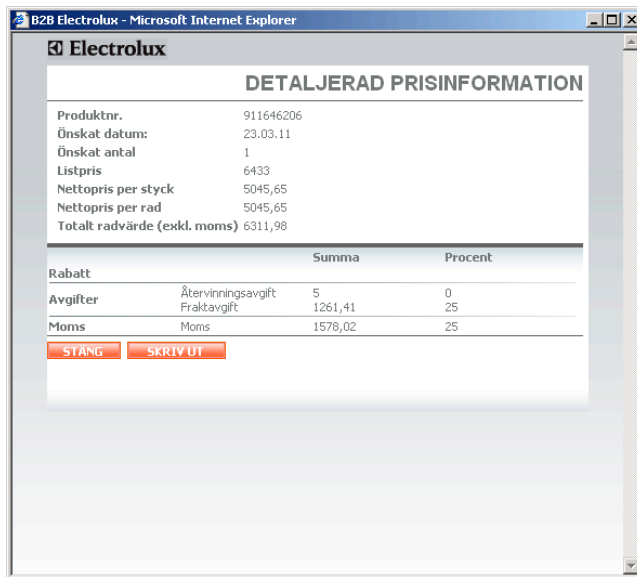 B2B Electrolux - Microsoft Internet Explorer
Electrolux
DETALJERAD PRISINFORMATION
Produktnr. 911646206
Önskat datum: 23.03.11
Önskat antal 1
Listpris 6433
Nettopris per styck 5045,65
Nettopris per rad 5045,65
Totalt radvärde (exkl. moms) 6311,98
Summa Procent
Rabatt
Avgifter Återvinningsavgift 5 0
Fraktavgift 1261,41 25
Moms Moms 1578,02 25
STÄNG SKRIV UT